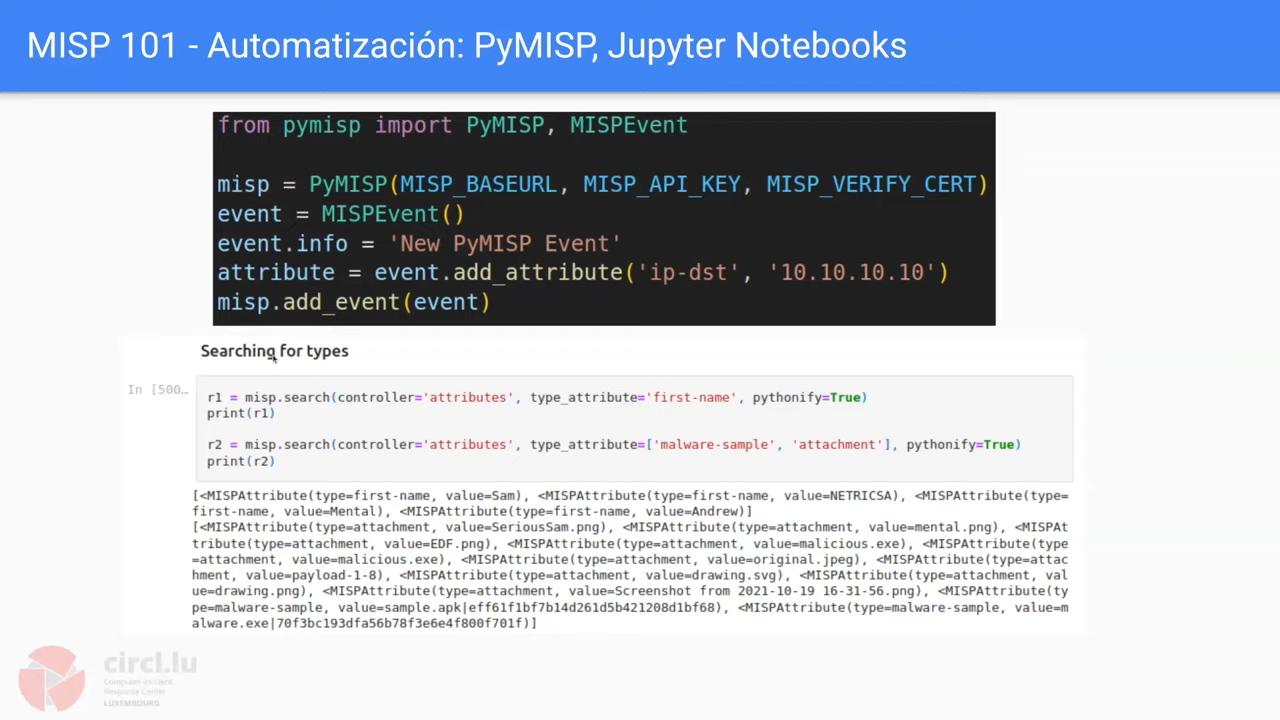 MISP 101 - Automatización: PyMISP, Jupyter Notebooks
from pymisp import PyMISP, MISPEvent
misp = PyMISP(MISP_BASEURL, MISP_API_KEY, MISP_VERIFY_CERT)
event = MISPEvent()
event.info = 'New PyMISP Event'
attribute = event.add_attribute('ip-dst', '10.10.10.10')
misp.add_event(event)
Searching for types
In [500…
r1 = misp.search(controller='attributes', type_attribute='first-name', pythonify=True)
print(r1)
r2 = misp.search(controller='attributes', type_attribute=['malware-sample', 'attachment'], pythonify=True)
print(r2)
[<MISPAttribute(type=first-name, value=Sam), <MISPAttribute(type=first-name, value=NETRICSA), <MISPAttribute(type=
first-name, value=Mental), <MISPAttribute(type=first-name, value=Andrew)]
[<MISPAttribute(type=attachment, value=SeriousSam.png), <MISPAttribute(type=attachment, value=mental.png), <MISPAt
tribute(type=attachment, value=EDF.png), <MISPAttribute(type=attachment, value=malicious.exe), <MISPAttribute(type
=attachment, value=malicious.exe), <MISPAttribute(type=attachment, value=original.jpeg), <MISPAttribute(type=attac
hment, value=payload-1-8), <MISPAttribute(type=attachment, value=drawing.svg), <MISPAttribute(type=attachment, val
ue=drawing.png), <MISPAttribute(type=attachment, value=Screenshot from 2021-10-19 16-31-56.png), <MISPAttribute(ty
pe=malware-sample, value=sample.apk|eff61f1bf7b14d261d5b421208d1bf68), <MISPAttribute(type=malware-sample, value=m
alware.exe|70f3bc193dfa56b78f3e6e4f800f701f)]
circl.lu
Computer Incident
Response Center
LUXEMBOURG